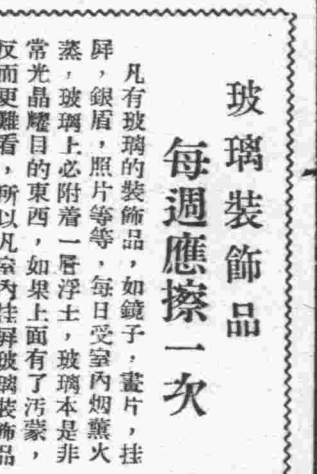 玻璃裝飾品
每週應擦一次
凡有玻璃的裝飾品，如鏡子，畫片，挂
屛，銀盾，照片等等，每日受室內烟薰火
蒸，玻璃上必附着一層浮土，玻璃本是非
常光晶耀目的東西，如果上面有了汚蒙，
反而更難看，所以凡室內挂屛玻璃裝飾品